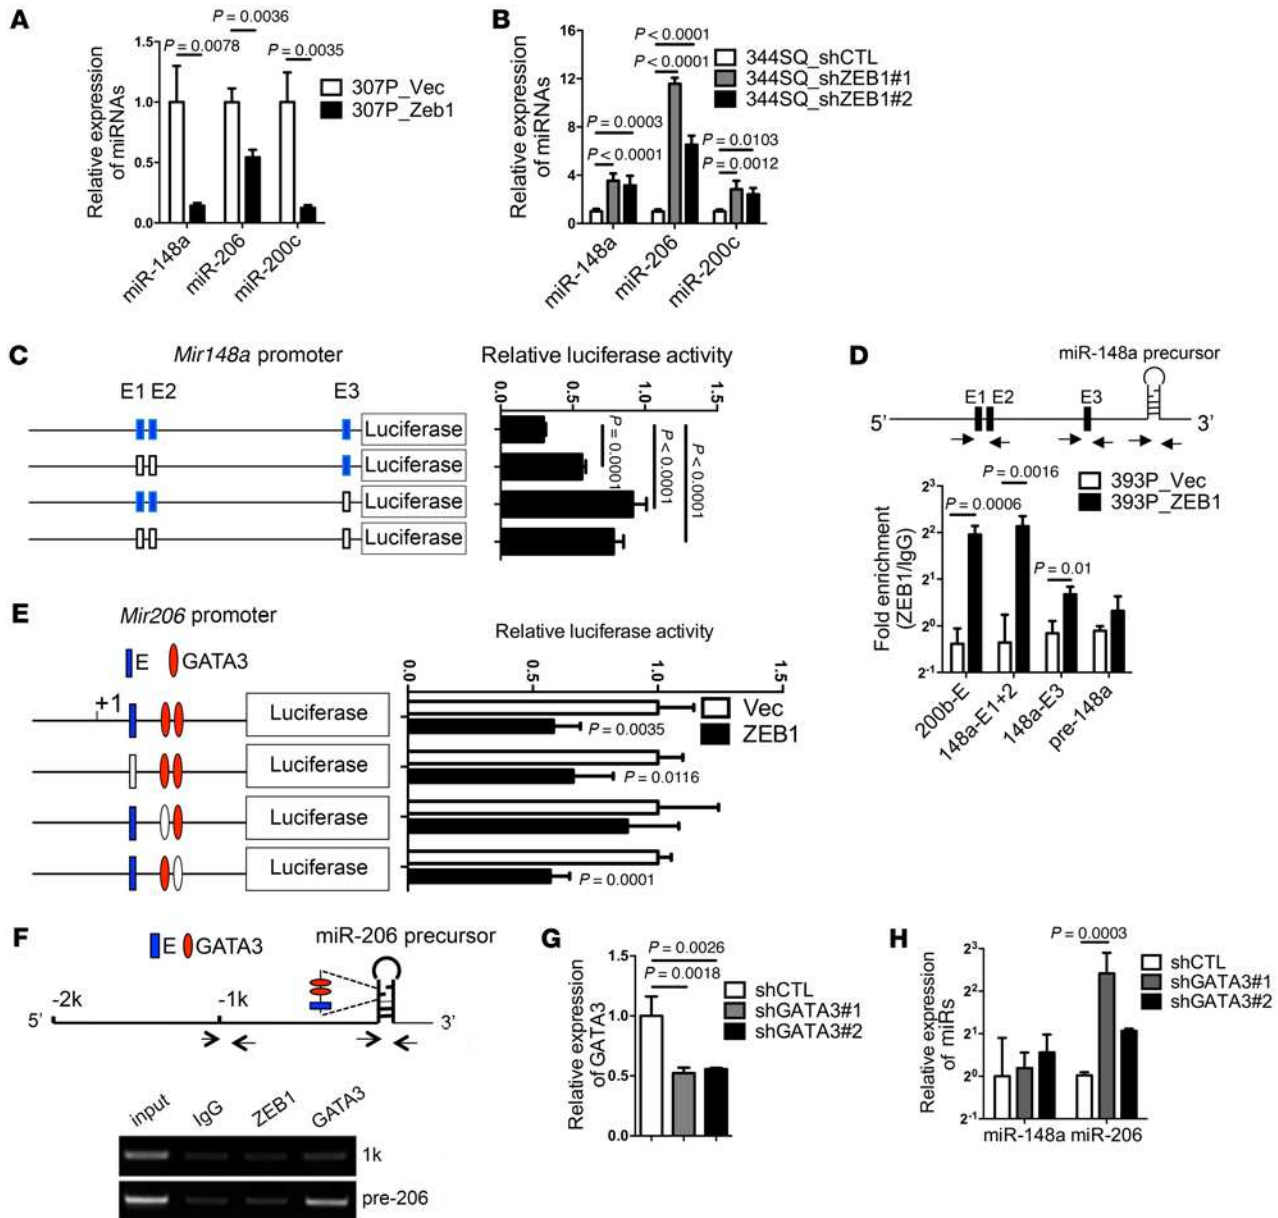 A
Relative expression
of miRNAs
1.5
1.0
0.5
0.0
P = 0.0078
P = 0.0036
P = 0.0035
307P_Vec
307P_Zeb1
miR-148a
miR-206
miR-200c
B
Relative expression
of miRNAs
16
12
8
4
0
P = 0.0003
P < 0.0001
P < 0.0001
P < 0.0001
P = 0.0103
P = 0.0012
344SQ_shCTL
344SQ_shZEB1#1
344SQ_shZEB1#2
miR-148a
miR-206
miR-200c
C
Mir148a promoter
E1 E2
E3
Luciferase
Luciferase
Luciferase
Luciferase
Relative luciferase activity
0.0
0.5
1.0
1.5
P = 0.0001
P < 0.0001
P < 0.0001
D
miR-148a precursor
5'
E1
E2
E3
3'
Fold enrichment
(ZEB1/IgG)
2³
2²
2¹
2⁰
2⁻¹
P = 0.0006
P = 0.0016
P = 0.01
393P_Vec
393P_ZEB1
200b-E
148a-E1+2
148a-E3
pre-148a
E
Mir206 promoter
E
GATA3
+1
Luciferase
Luciferase
Luciferase
Luciferase
Relative luciferase activity
0.0
0.5
1.0
1.5
Vec
ZEB1
P = 0.0035
P = 0.0116
P = 0.0001
F
E
GATA3
miR-206 precursor
-2k
-1k
5'
3'
input
IgG
ZEB1
GATA3
1k
pre-206
G
Relative expression
of GATA3
1.5
1.0
0.5
0.0
P = 0.0026
P = 0.0018
shCTL
shGATA3#1
shGATA3#2
H
Relative expression
of miRs
2³
2²
2¹
2⁰
2⁻¹
P = 0.0003
shCTL
shGATA3#1
shGATA3#2
miR-148a miR-206